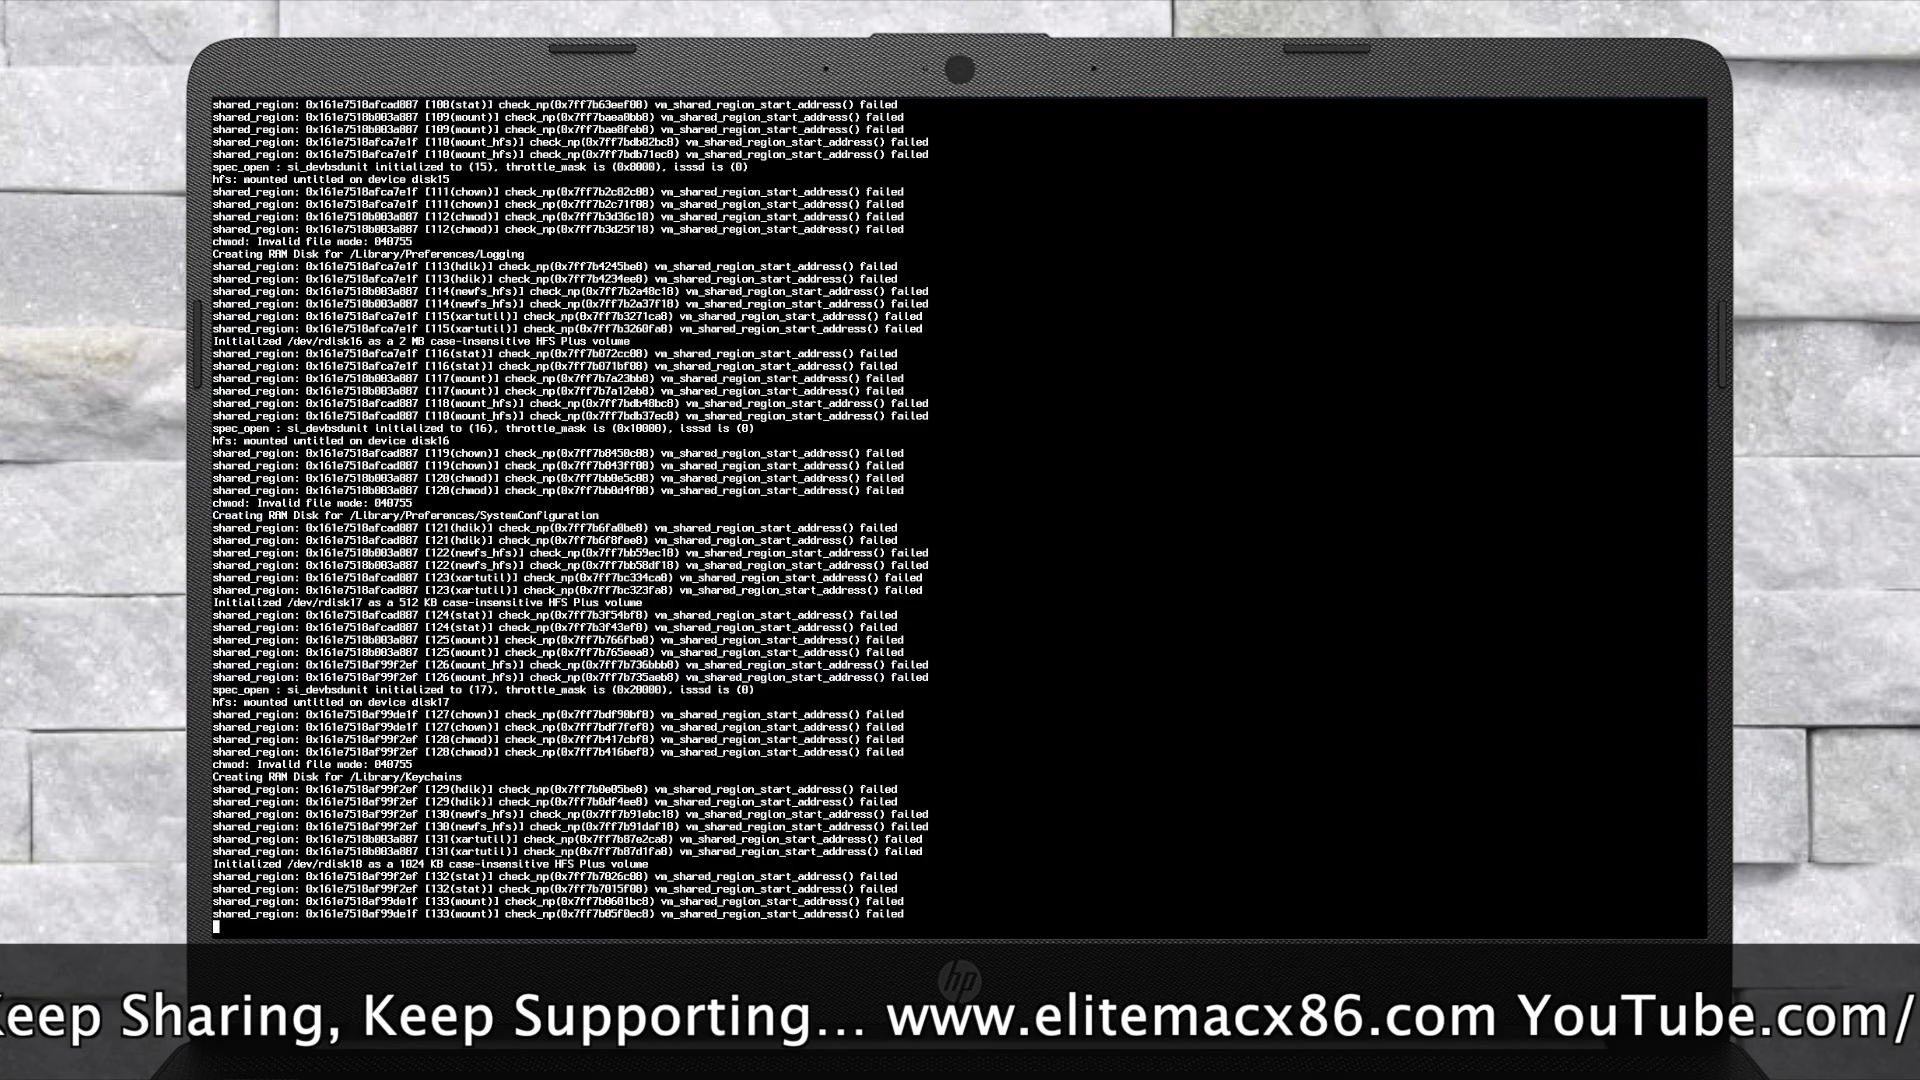 shared_region: 0x161e7518afcad887 [108(stat)] check_np(0x7ff7b63eef08) vm_shared_region_start_address() failed
shared_region: 0x161e7518b003a887 [109(mount)] check_np(0x7ff7baea0bb8) vm_shared_region_start_address() failed
shared_region: 0x161e7518b003a887 [109(mount)] check_np(0x7ff7bae8feb8) vm_shared_region_start_address() failed
shared_region: 0x161e7518afca7e1f [110(mount_hfs)] check_np(0x7ff7bdb82bc8) vm_shared_region_start_address() failed
shared_region: 0x161e7518afca7e1f [110(mount_hfs)] check_np(0x7ff7bdb71ec8) vm_shared_region_start_address() failed
spec_open : si_devbsdunit initialized to (15), throttle_mask is (0x8000), isssd is (0)
hfs: mounted untitled on device disk15
shared_region: 0x161e7518afca7e1f [111(chown)] check_np(0x7ff7b2c82c08) vm_shared_region_start_address() failed
shared_region: 0x161e7518afca7e1f [111(chown)] check_np(0x7ff7b2c71f08) vm_shared_region_start_address() failed
shared_region: 0x161e7518b003a887 [112(chmod)] check_np(0x7ff7b3d36c18) vm_shared_region_start_address() failed
shared_region: 0x161e7518b003a887 [112(chmod)] check_np(0x7ff7b3d25f18) vm_shared_region_start_address() failed
chmod: Invalid file mode: 040755
Creating RAM Disk for /Library/Preferences/Logging
shared_region: 0x161e7518afca7e1f [113(hdik)] check_np(0x7ff7b4245be8) vm_shared_region_start_address() failed
shared_region: 0x161e7518afca7e1f [113(hdik)] check_np(0x7ff7b4234ee8) vm_shared_region_start_address() failed
shared_region: 0x161e7518b003a887 [114(newfs_hfs)] check_np(0x7ff7b2a48c18) vm_shared_region_start_address() failed
shared_region: 0x161e7518b003a887 [114(newfs_hfs)] check_np(0x7ff7b2a37f18) vm_shared_region_start_address() failed
shared_region: 0x161e7518afca7e1f [115(xartutil)] check_np(0x7ff7b3271ca8) vm_shared_region_start_address() failed
shared_region: 0x161e7518afca7e1f [115(xartutil)] check_np(0x7ff7b3260fa8) vm_shared_region_start_address() failed
Initialized /dev/rdisk16 as a 2 MB case-insensitive HFS Plus volume
shared_region: 0x161e7518afca7e1f [116(stat)] check_np(0x7ff7b072cc08) vm_shared_region_start_address() failed
shared_region: 0x161e7518afca7e1f [116(stat)] check_np(0x7ff7b071bf08) vm_shared_region_start_address() failed
shared_region: 0x161e7518b003a887 [117(mount)] check_np(0x7ff7b7a23bb8) vm_shared_region_start_address() failed
shared_region: 0x161e7518b003a887 [117(mount)] check_np(0x7ff7b7a12eb8) vm_shared_region_start_address() failed
shared_region: 0x161e7518afcad887 [118(mount_hfs)] check_np(0x7ff7bdb48bc8) vm_shared_region_start_address() failed
shared_region: 0x161e7518afcad887 [118(mount_hfs)] check_np(0x7ff7bdb37ec8) vm_shared_region_start_address() failed
spec_open : si_devbsdunit initialized to (16), throttle_mask is (0x10000), isssd is (0)
hfs: mounted untitled on device disk16
shared_region: 0x161e7518afcad887 [119(chown)] check_np(0x7ff7b8450c08) vm_shared_region_start_address() failed
shared_region: 0x161e7518afcad887 [119(chown)] check_np(0x7ff7b843ff08) vm_shared_region_start_address() failed
shared_region: 0x161e7518afcad887 [120(chmod)] check_np(0x7ff7bb0e5c08) vm_shared_region_start_address() failed
shared_region: 0x161e7518afcad887 [120(chmod)] check_np(0x7ff7bb0d4f08) vm_shared_region_start_address() failed
chmod: Invalid file mode: 040755
Creating RAM Disk for /Library/Preferences/SystemConfiguration
shared_region: 0x161e7518afcad887 [121(hdik)] check_np(0x7ff7b6fa0be8) vm_shared_region_start_address() failed
shared_region: 0x161e7518afcad887 [121(hdik)] check_np(0x7ff7b6f8fee8) vm_shared_region_start_address() failed
shared_region: 0x161e7518b003a887 [122(newfs_hfs)] check_np(0x7ff7bb59ec18) vm_shared_region_start_address() failed
shared_region: 0x161e7518b003a887 [122(newfs_hfs)] check_np(0x7ff7bb58df18) vm_shared_region_start_address() failed
shared_region: 0x161e7518afcad887 [123(xartutil)] check_np(0x7ff7bc334ca8) vm_shared_region_start_address() failed
shared_region: 0x161e7518afcad887 [123(xartutil)] check_np(0x7ff7bc323fa8) vm_shared_region_start_address() failed
Initialized /dev/rdisk17 as a 512 KB case-insensitive HFS Plus volume
shared_region: 0x161e7518afcad887 [124(stat)] check_np(0x7ff7b3f54bf8) vm_shared_region_start_address() failed
shared_region: 0x161e7518afcad887 [124(stat)] check_np(0x7ff7b3f43ef8) vm_shared_region_start_address() failed
shared_region: 0x161e7518b003a887 [125(mount)] check_np(0x7ff7b766fba8) vm_shared_region_start_address() failed
shared_region: 0x161e7518b003a887 [125(mount)] check_np(0x7ff7b765eea8) vm_shared_region_start_address() failed
shared_region: 0x161e7518af99f2ef [126(mount_hfs)] check_np(0x7ff7b736bbb8) vm_shared_region_start_address() failed
shared_region: 0x161e7518af99f2ef [126(mount_hfs)] check_np(0x7ff7b735aeb8) vm_shared_region_start_address() failed
spec_open : si_devbsdunit initialized to (17), throttle_mask is (0x20000), isssd is (0)
hfs: mounted untitled on device disk17
shared_region: 0x161e7518af99de1f [127(chown)] check_np(0x7ff7bdf90bf8) vm_shared_region_start_address() failed
shared_region: 0x161e7518af99de1f [127(chown)] check_np(0x7ff7bdf7fef8) vm_shared_region_start_address() failed
shared_region: 0x161e7518af99f2ef [128(chmod)] check_np(0x7ff7b417cbf8) vm_shared_region_start_address() failed
shared_region: 0x161e7518af99f2ef [128(chmod)] check_np(0x7ff7b416bef8) vm_shared_region_start_address() failed
chmod: Invalid file mode: 040755
Creating RAM Disk for /Library/Keychains
shared_region: 0x161e7518af99f2ef [129(hdik)] check_np(0x7ff7b0e05be8) vm_shared_region_start_address() failed
shared_region: 0x161e7518af99f2ef [129(hdik)] check_np(0x7ff7b0df4ee8) vm_shared_region_start_address() failed
shared_region: 0x161e7518af99f2ef [130(newfs_hfs)] check_np(0x7ff7b91ebc18) vm_shared_region_start_address() failed
shared_region: 0x161e7518af99f2ef [130(newfs_hfs)] check_np(0x7ff7b91daf18) vm_shared_region_start_address() failed
shared_region: 0x161e7518b003a887 [131(xartutil)] check_np(0x7ff7b87e2ca8) vm_shared_region_start_address() failed
shared_region: 0x161e7518b003a887 [131(xartutil)] check_np(0x7ff7b87d1fa8) vm_shared_region_start_address() failed
Initialized /dev/rdisk18 as a 1024 KB case-insensitive HFS Plus volume
shared_region: 0x161e7518af99f2ef [132(stat)] check_np(0x7ff7b7026c08) vm_shared_region_start_address() failed
shared_region: 0x161e7518af99f2ef [132(stat)] check_np(0x7ff7b7015f08) vm_shared_region_start_address() failed
shared_region: 0x161e7518af99de1f [133(mount)] check_np(0x7ff7b0601bc8) vm_shared_region_start_address() failed
shared_region: 0x161e7518af99de1f [133(mount)] check_np(0x7ff7b05f0ec8) vm_shared_region_start_address() failed
hp
Keep Sharing, Keep Supporting... www.elitemacx86.com YouTube.com/